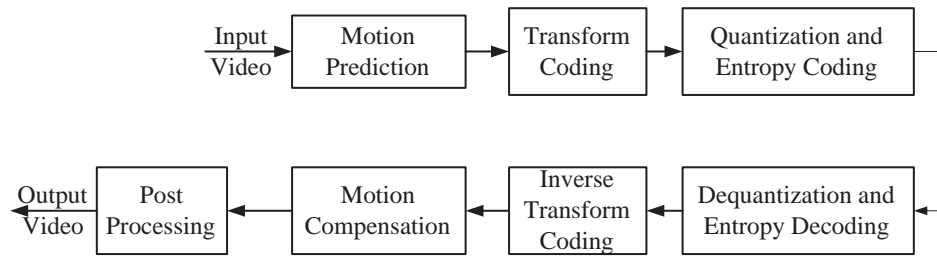 Input
Video
Motion
Prediction
Transform
Coding
Quantization and
Entropy Coding
Output
Video
Post
Processing
Motion
Compensation
Inverse
Transform
Coding
Dequantization and
Entropy Decoding